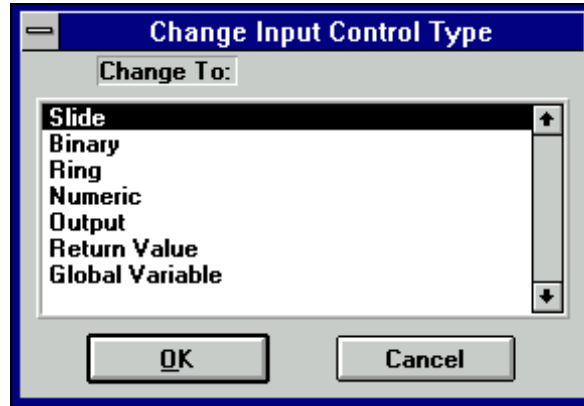 Change Input Control Type
Change To:
Slide
Binary
Ring
Numeric
Output
Return Value
Global Variable
OK
Cancel